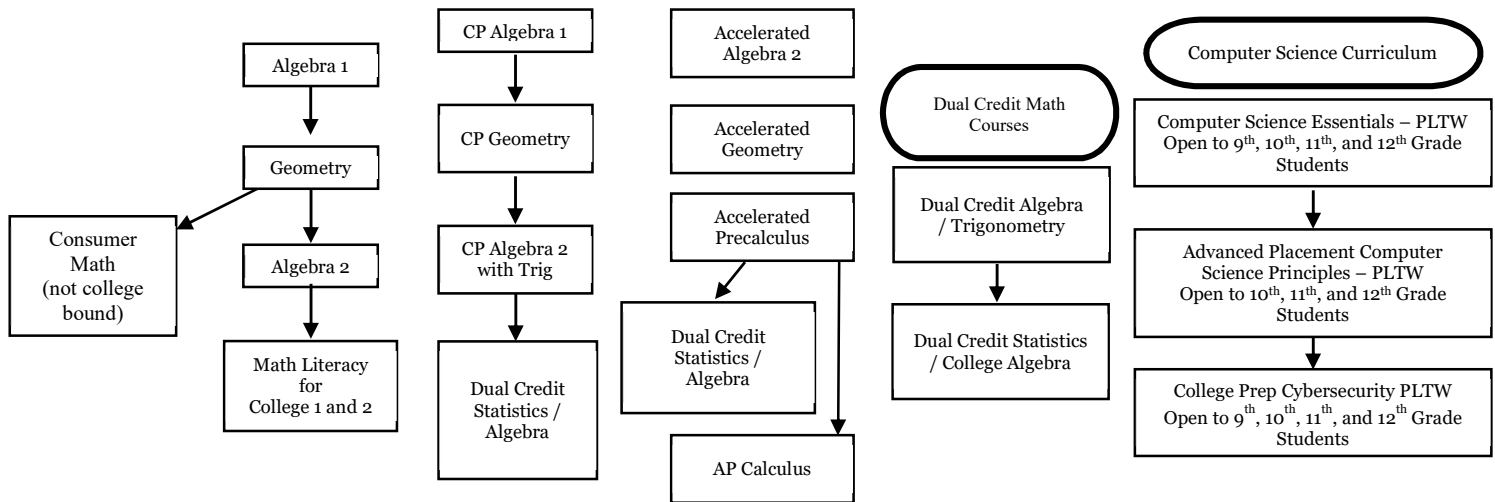 Algebra 1
Geometry
Consumer
Math
(not college
bound)
Algebra 2
Math Literacy
for
College 1 and 2
CP Algebra 1
CP Geometry
CP Algebra 2
with Trig
Dual Credit
Statistics /
Algebra
Accelerated
Algebra 2
Accelerated
Geometry
Accelerated
Precalculus
Dual Credit
Statistics /
Algebra
AP Calculus
Dual Credit Math
Courses
Dual Credit Algebra
/ Trigonometry
Dual Credit Statistics
/ College Algebra
Computer Science Curriculum
Computer Science Essentials – PLTW
Open to 9th, 10th, 11th, and 12th Grade
Students
Advanced Placement Computer
Science Principles – PLTW
Open to 10th, 11th, and 12th Grade
Students
College Prep Cybersecurity PLTW
Open to 9th, 10th, 11th, and 12th Grade
Students